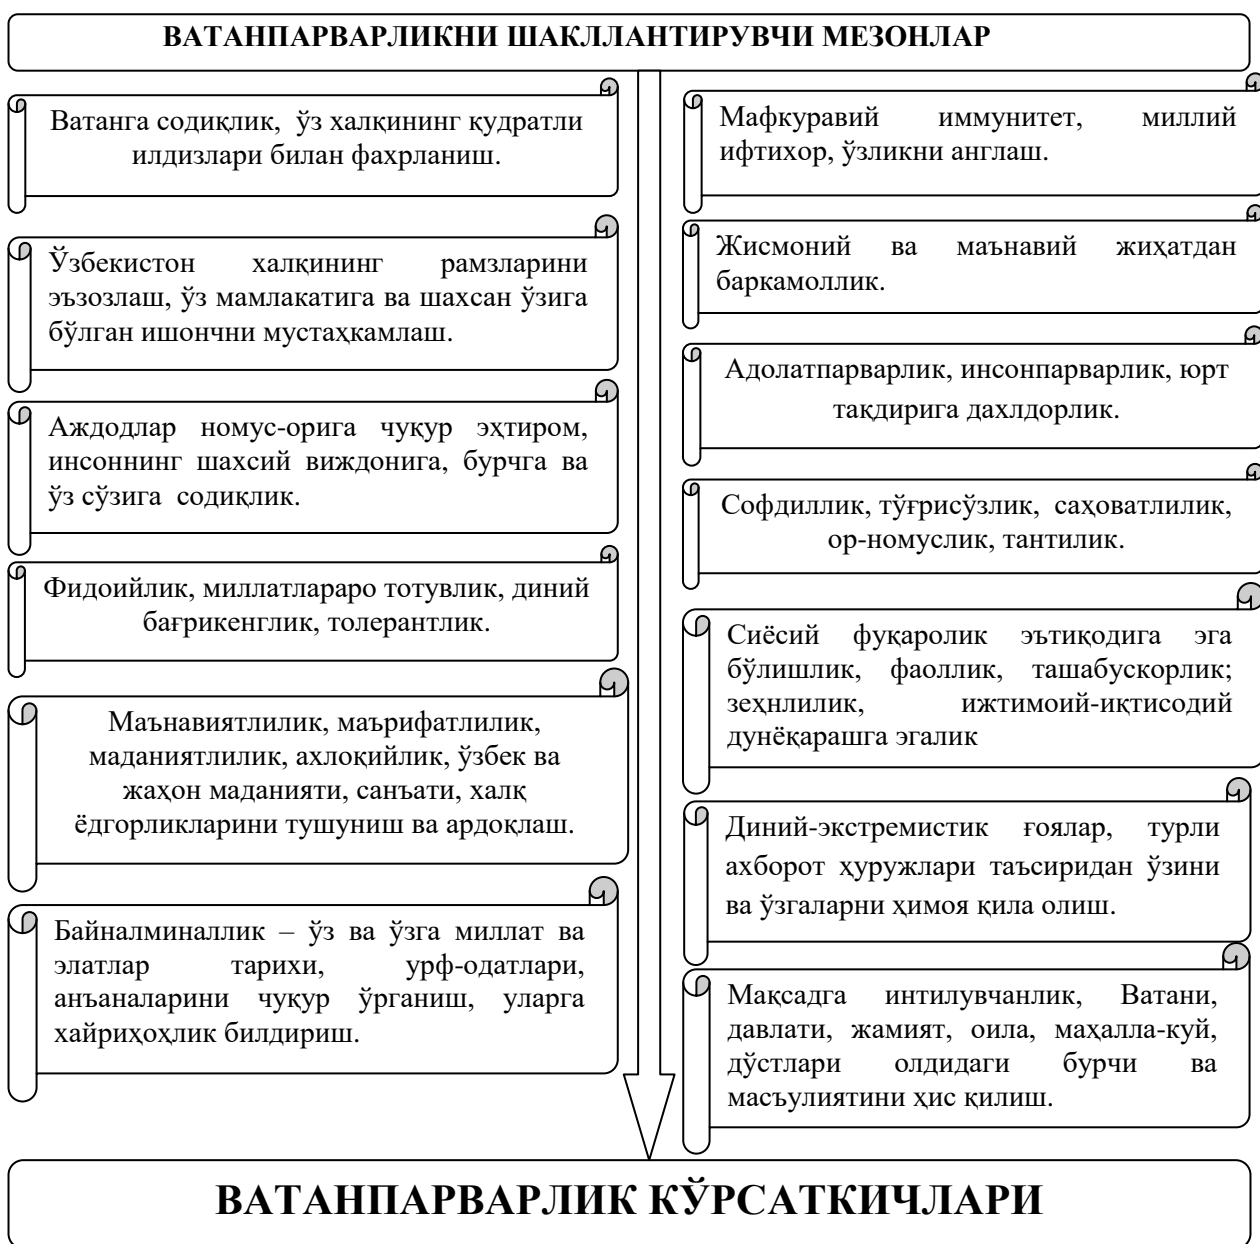 ВАТАНПАРВАРЛИКНИ ШАКЛЛАНТИРУВЧИ МЕЗОНЛАР
Ватанга содиқлик, ўз халқининг қудратли
илдизлари билан фахрланиш.
Ўзбекистон халқининг рамзларини
эъзозлаш, ўз мамлакатига ва шахсан ўзига
бўлган ишончни мустаҳкамлаш.
Аждодлар номус-орига чуқур эҳтиром,
инсоннинг шахсий виждонига, бурчга ва
ўз сўзига содиқлик.
Фидоийлик, миллатлараро тотувлик, диний
бағрикенглик, толерантлик.
Маънавиятлилик, маърифатлилик,
маданиятлилик, ахлоқийлик, ўзбек ва
жаҳон маданияти, санъати, халқ
ёдгорликларини тушуниш ва ардоқлаш.
Байналминаллик – ўз ва ўзга миллат ва
элатлар тарихи, урф-одатлари,
анъаналарини чуқур ўрганиш, уларга
хайриҳоҳлик билдириш.
Мафкуравий иммунитет, миллий
ифтихор, ўзликни англаш.
Жисмоний ва маънавий жиҳатдан
баркамоллик.
Адолатпарварлик, инсонпарварлик, юрт
тақдирига дахлдорлик.
Софдиллик, тўғрисўзлик, саҳоватлилик,
ор-номуслик, тантилик.
Сиёсий фуқаролик эътиқодига эга
бўлишлик, фаоллик, ташабускорлик;
зеҳнлилик, ижтимоий-иқтисодий
дунёқарашга эгалик
Диний-экстремистик ғоялар, турли
ахборот ҳуружлари таъсиридан ўзини
ва ўзгаларни ҳимоя қила олиш.
Мақсадга интилувчанлик, Ватани,
давлати, жамият, оила, маҳалла-куй,
дўстлари олдидаги бурчи ва
масъулиятини ҳис қилиш.
ВАТАНПАРВАРЛИК КЎРСАТКИЧЛАРИ